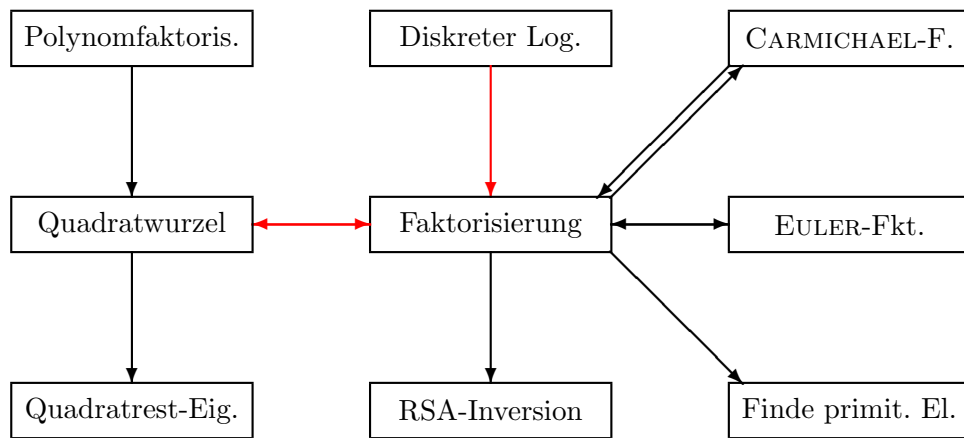 Polynomfaktoris.
Diskreter Log.
CARMICHAEL-F.
Quadratwurzel
Faktorisierung
EULER-Fkt.
Quadratrest-Eig.
RSA-Inversion
Finde primit. El.